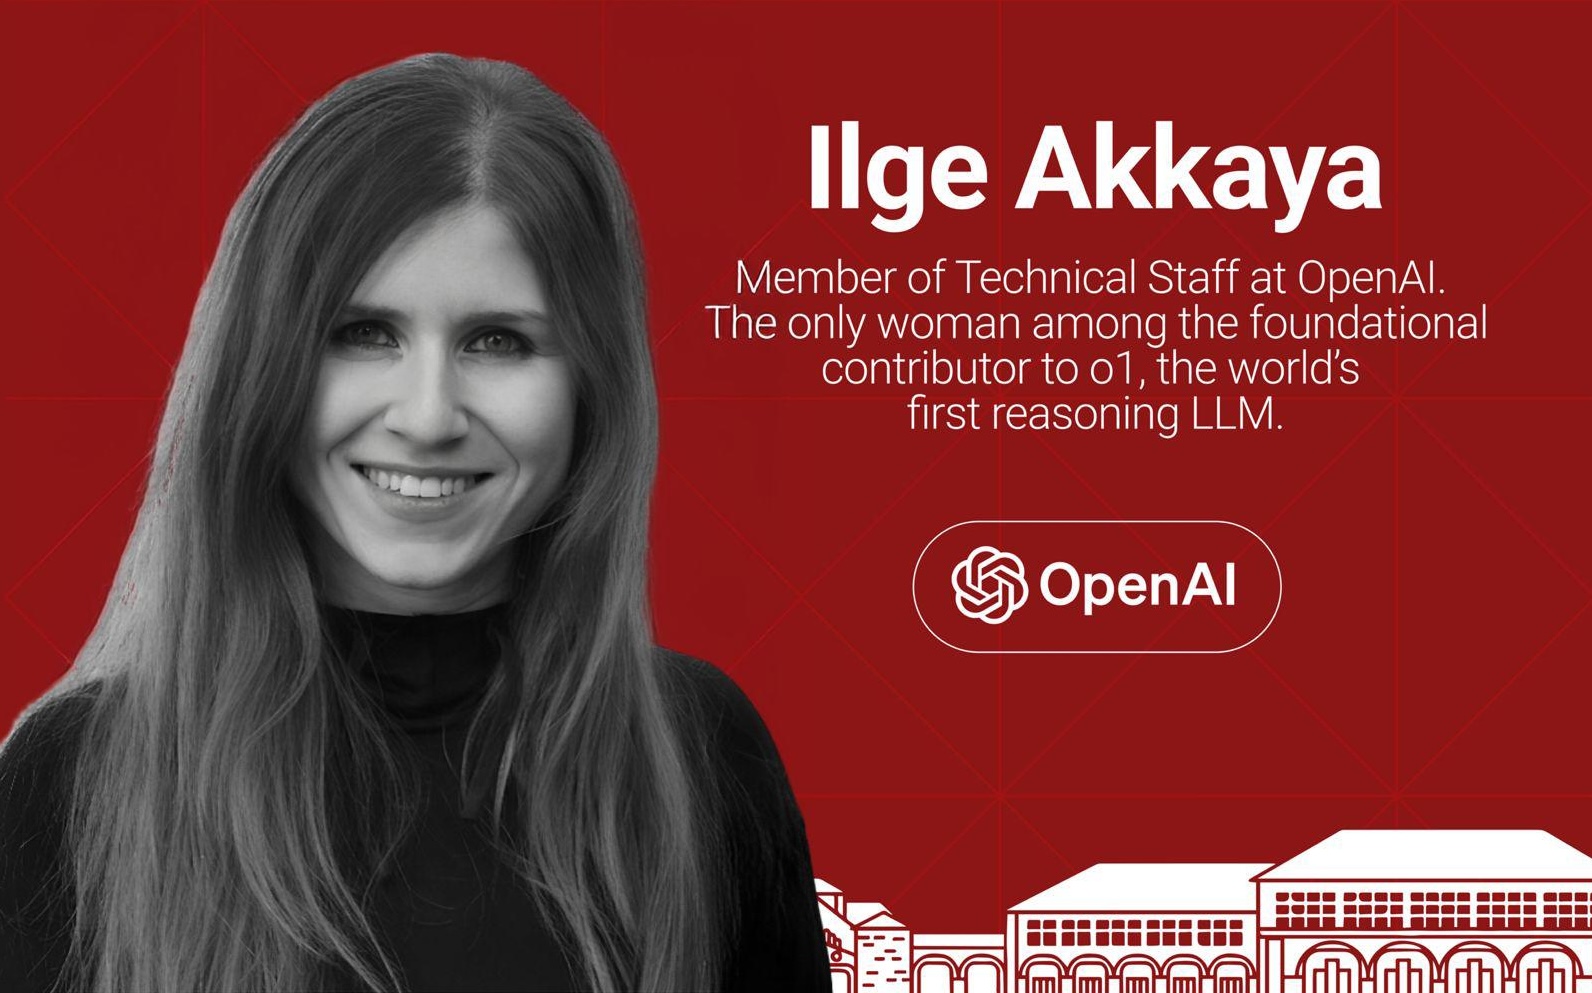 Ilge Akkaya
Member of Technical Staff at OpenAI.
The only woman among the foundational
contributor to o1, the world's
first reasoning LLM.
OpenAI